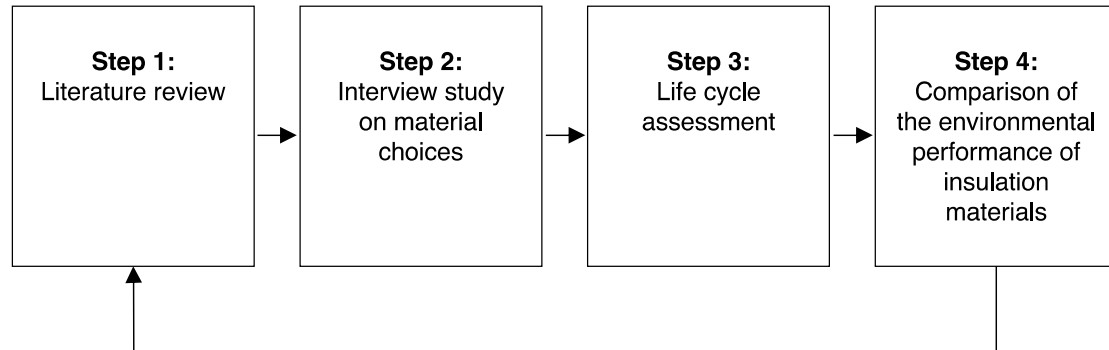 Step 1:
Literature review
Step 2:
Interview study
on material
choices
Step 3:
Life cycle
assessment
Step 4:
Comparison of
the environmental
performance of
insulation
materials